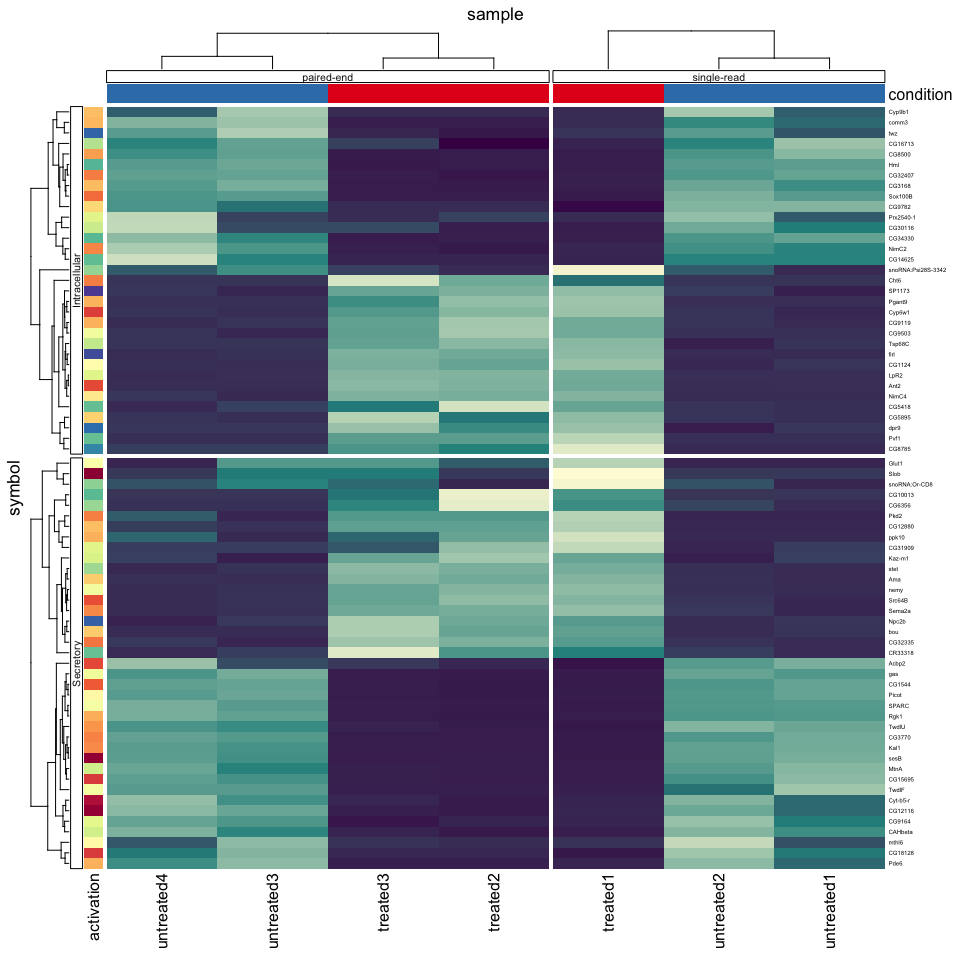 sample
paired-end
single-read
condition
Cyp9b1
comm3
twz
CG16713
CG8500
Hml
CG32407
CG3168
Sox100B
CG9782
Prx2540-1
CG30116
CG34330
NimC2
CG14625
snoRNA:Psi28S-3342
Cht6
SP1173
Pgant9
Cyp6w1
CG9119
CG9503
Tsp68C
fid
CG1124
LpR2
Ant2
NimC4
CG5418
CG5895
dpr9
Pvf1
CG8785
Intracellular
Glut1
Slob
snoRNA:Or-CD8
CG10013
CG6356
Pkd2
CG12880
ppk10
CG31909
Kaz-m1
stet
Ama
nemy
Src64B
Sema2a
Npc2b
bou
CG32335
CR33318
Acbp2
gas
CG1544
Picot
SPARC
Rgk1
TwdlU
CG3770
Kal1
sesB
MtnA
CG15695
TwdlF
Cyt-b5-r
CG12116
CG9164
CAHbeta
mthl6
CG18128
Pde6
Secretory
symbol
activation
untreated4
untreated3
treated3
treated2
treated1
untreated2
untreated1